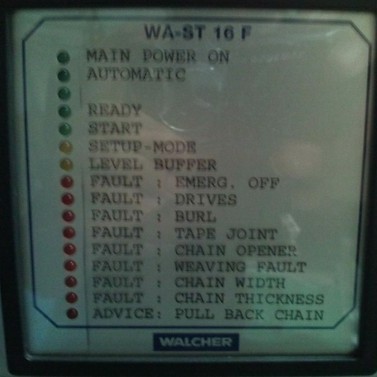 WA-ST 16 F
MAIN POWER ON
AUTOMATIC
READY
START
SETUP-MODE
LEVEL BUFFER
FAULT : EMERG. OFF
FAULT : DRIVES
FAULT : BURL
FAULT : TAPE JOINT
FAULT : CHAIN OPENER
FAULT : WEAVING FAULT
FAULT : CHAIN WIDTH
FAULT : CHAIN THICKNESS
ADVICE: PULL BACK CHAIN
WALCHER